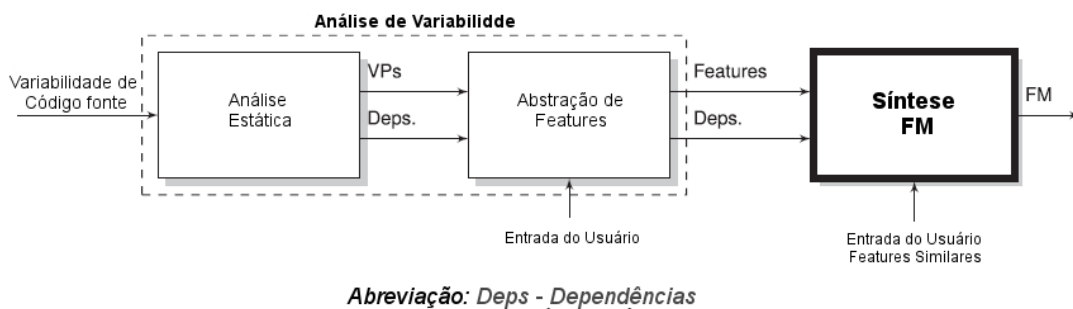 Análise de Variabilidde
Variabilidade de
Código fonte
Análise
Estática
VPs
Deps.
Abstração de
Features
Features
Deps.
Síntese
FM
FM
Entrada do Usuário
Entrada do Usuário
Features Similares
Abreviação: Deps - Dependências